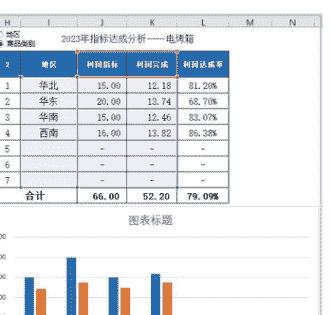 H I J K L M N
地区
商品类别
2023年指标达成分析------电烤箱
2 地区 利润指标 利润完成 利润达成率
1 华北 15.00 12.18 81.20%
2 华东 20.00 13.74 68.70%
3 华南 15.00 12.46 83.07%
4 西南 16.00 13.82 86.38%
5 - - -
6 - - -
7 - - -
合计 66.00 52.20 79.09%
图表标题